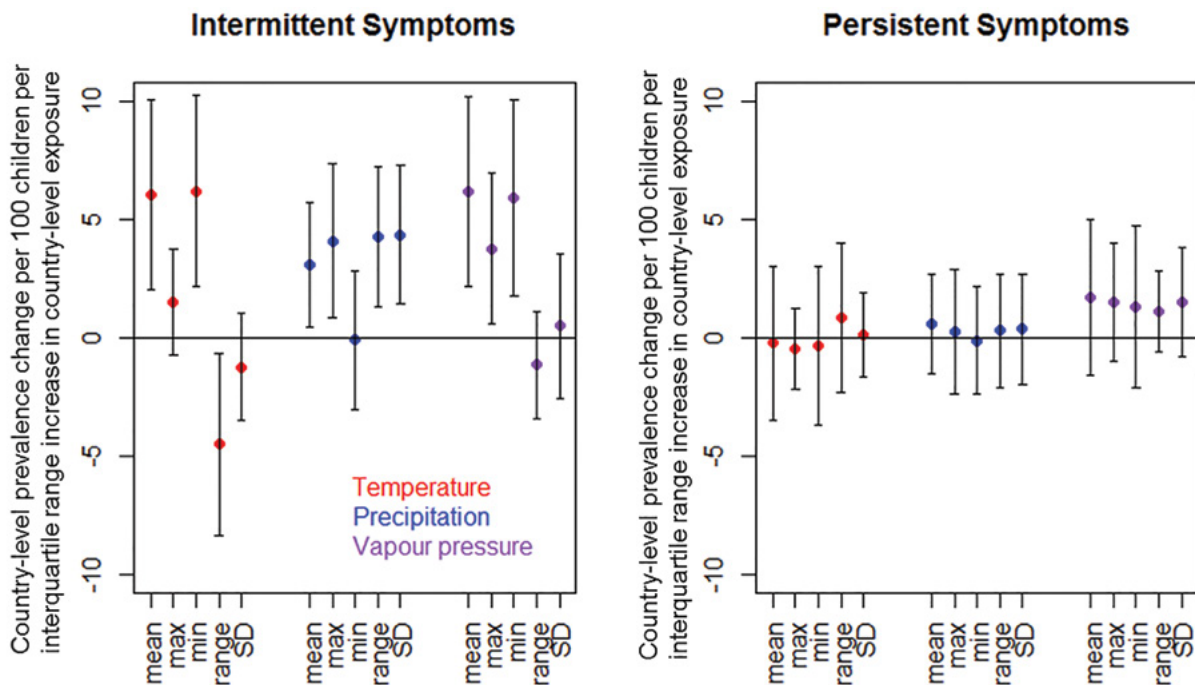 Intermittent Symptoms
Country-level prevalence change per 100 children per
interquartile range increase in country-level exposure
10
5
0
-5
-10
Temperature
Precipitation
Vapour pressure
mean
max
min
range
SD
mean
max
min
range
SD
mean
max
min
range
SD
Persistent Symptoms
Country-level prevalence change per 100 children per
interquartile range increase in country-level exposure
10
5
0
-5
-10
mean
max
min
range
SD
mean
max
min
range
SD
mean
max
min
range
SD